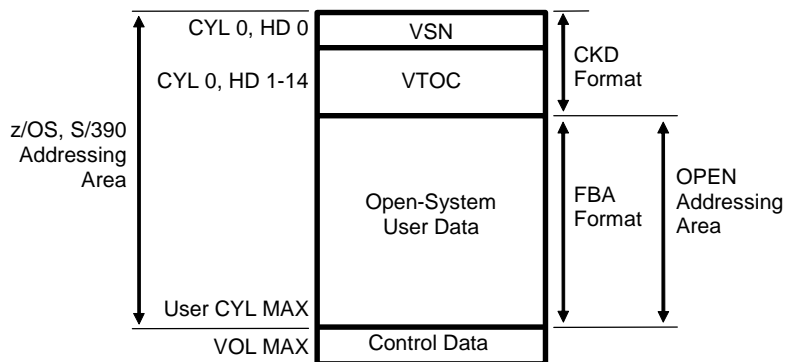 CYL 0, HD 0
VSN
CYL 0, HD 1-14
VTOC
CKD
Format
z/OS, S/390
Addressing
Area
Open-System
User Data
FBA
Format
OPEN
Addressing
Area
User CYL MAX
VOL MAX
Control Data